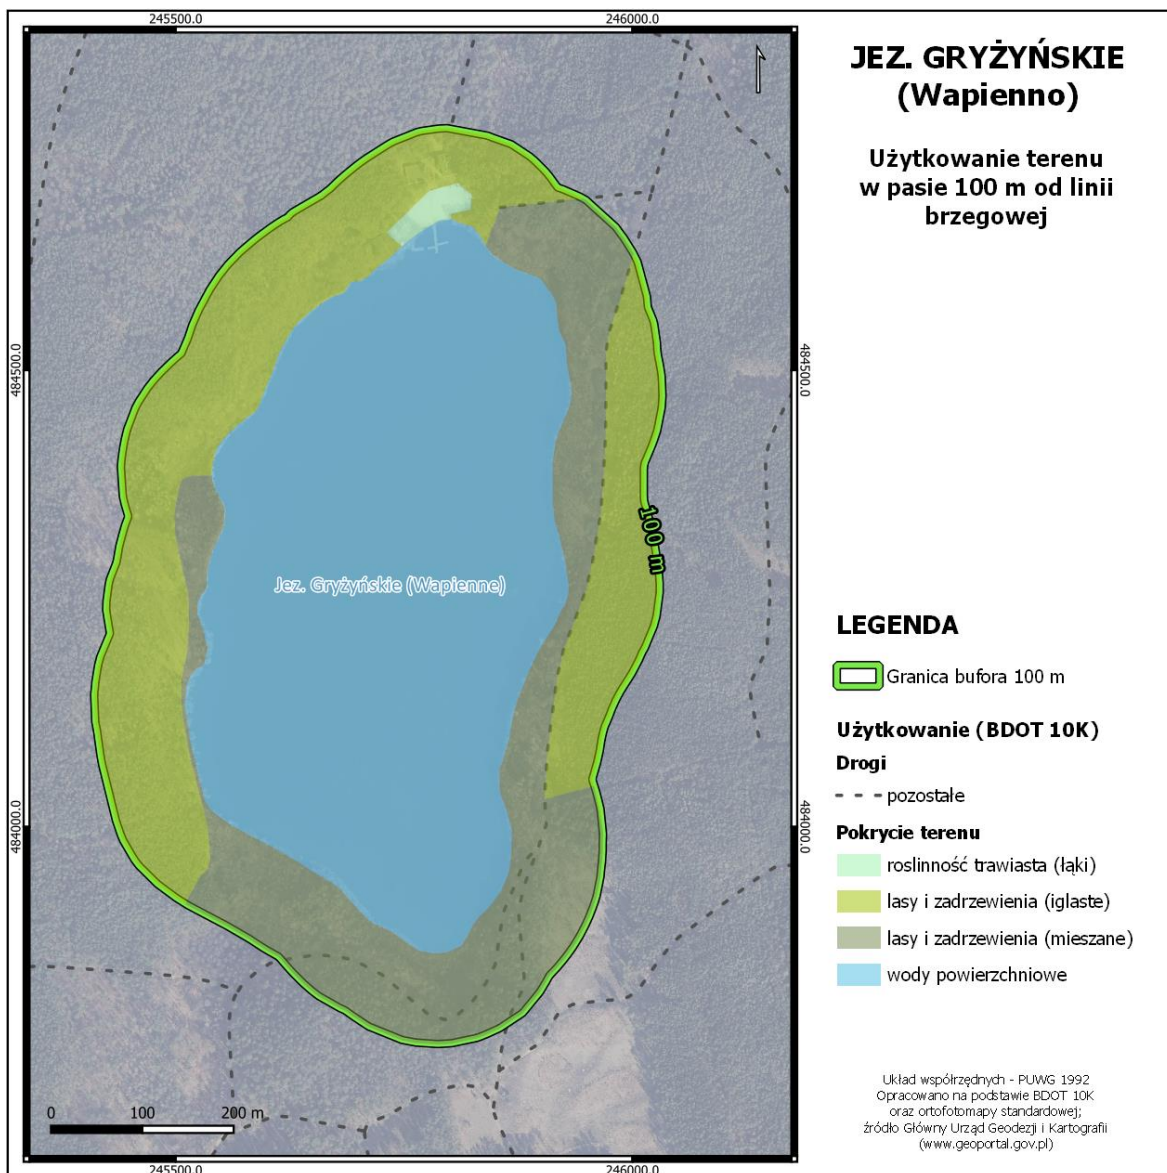 245500.0
246000.0
JEZ. GRYŻYŃSKIE
(Wapienno)
Użytkowanie terenu
w pasie 100 m od linii
brzegowej
484500.0
484500.0
100 m
Jez. Gryżyńskie (Wapienne)
LEGENDA
Granica bufora 100 m
Użytkowanie (BDOT 10K)
Drogi
pozostałe
Pokrycie terenu
roslinność trawiasta (łąki)
lasy i zadrzewienia (iglaste)
lasy i zadrzewienia (mieszane)
wody powierzchniowe
484000.0
484000.0
0 100 200 m
Układ współrzędnych - PUWG 1992
Opracowano na podstawie BDOT 10K
oraz ortofotomapy standardowej;
źródło Główny Urząd Geodezji i Kartografii
(www.geoportal.gov.pl)
245500.0
246000.0